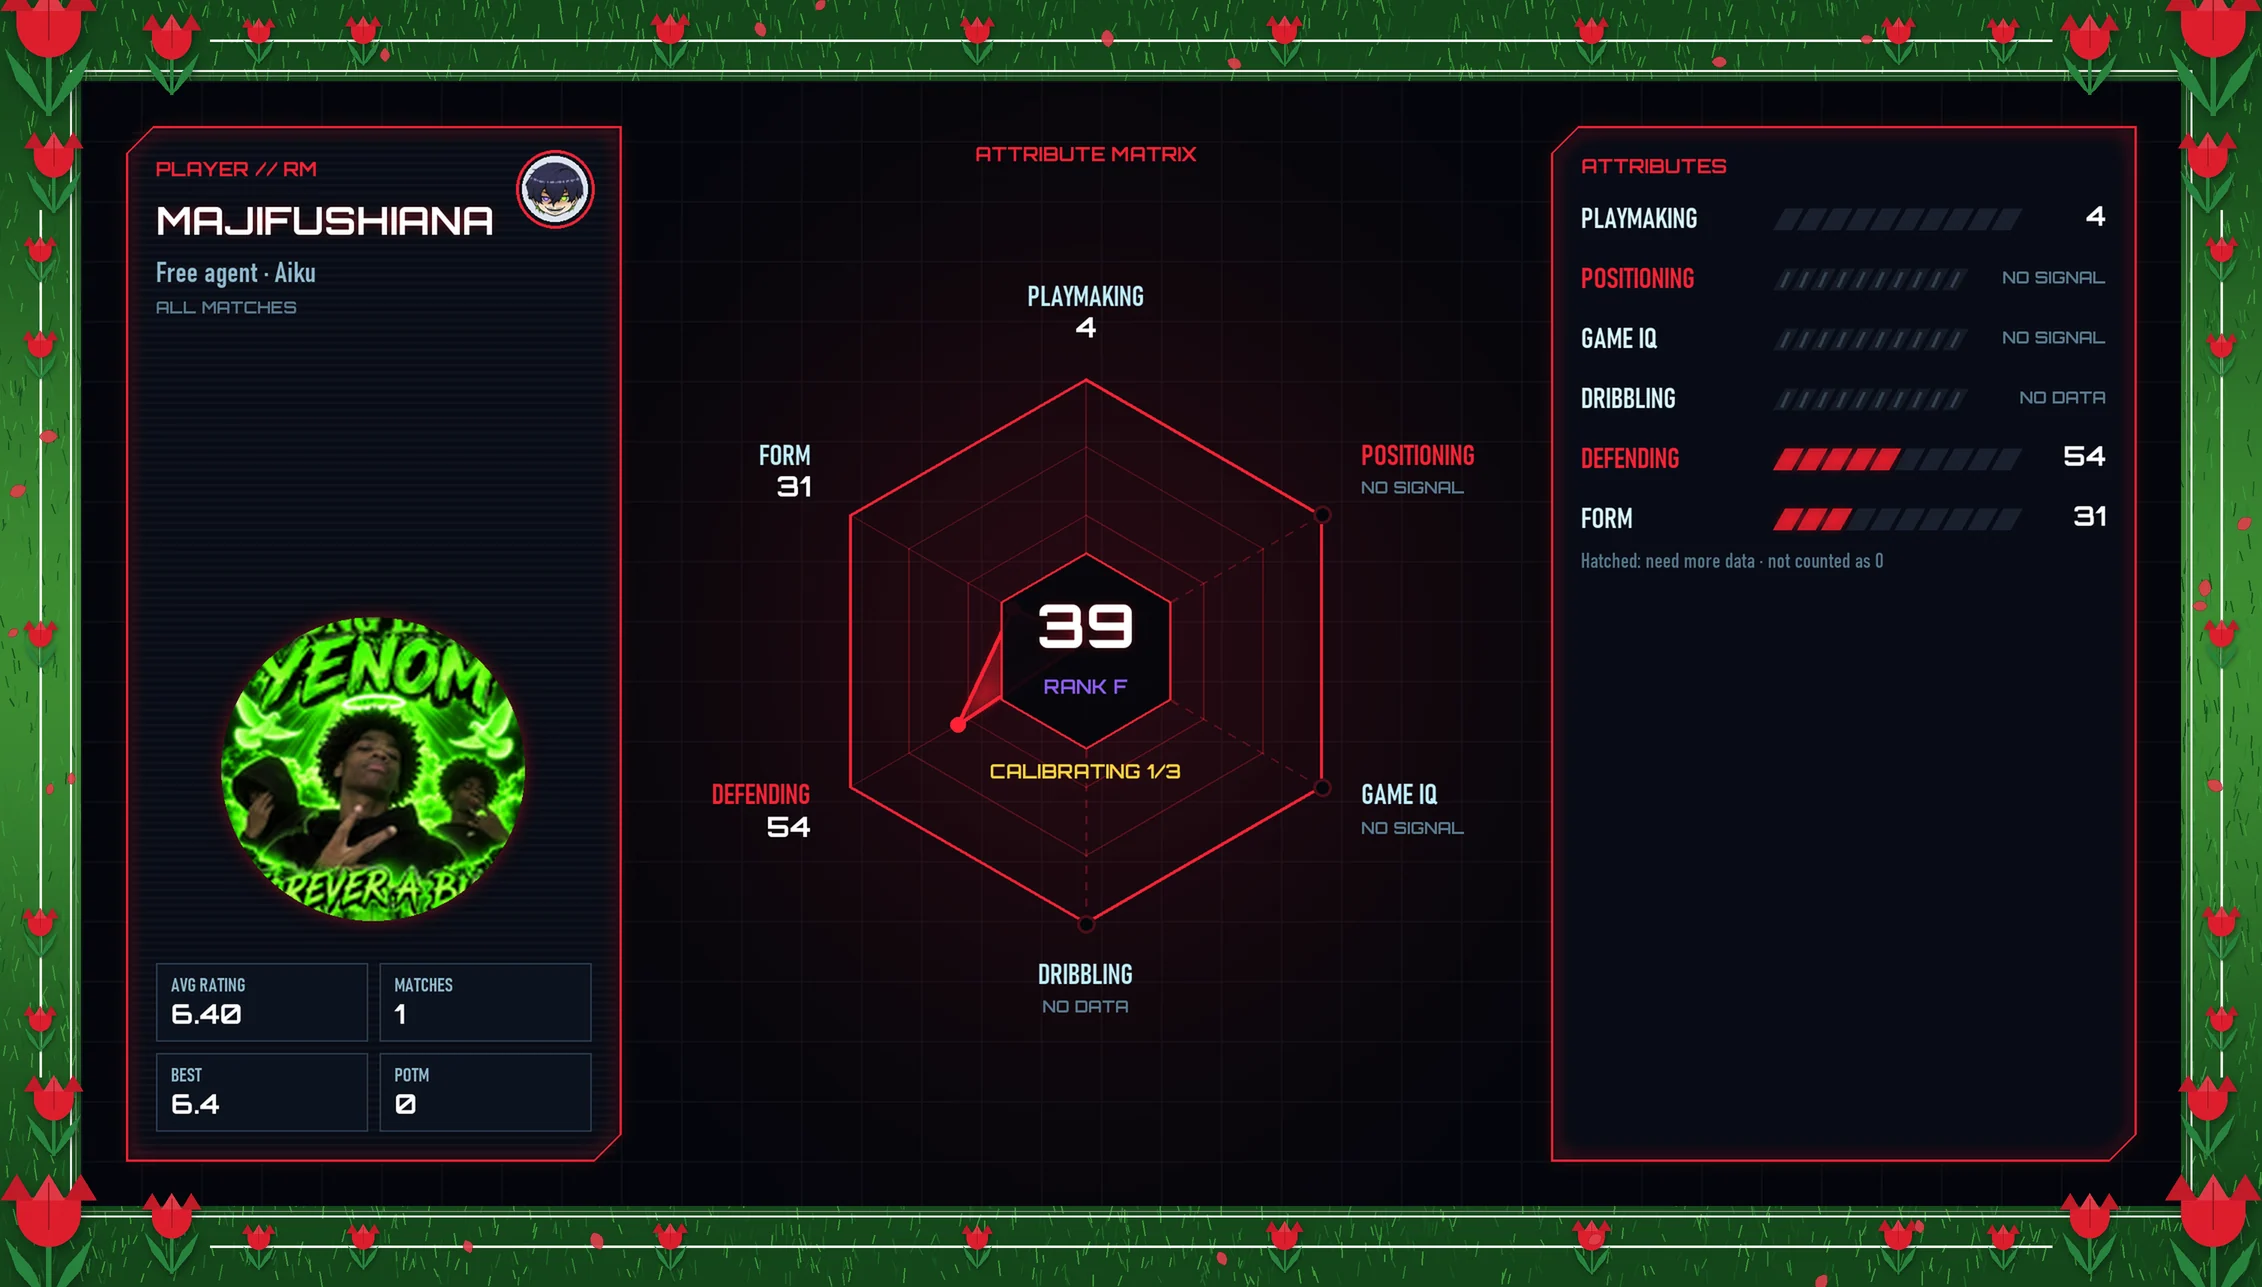 PLAYER // RM
MAJIFUSHIANA
Free agent · Aiku
ALL MATCHES
YENOM
REVER A B
AVG RATING
6.40
MATCHES
1
BEST
6.4
POTM
0
ATTRIBUTE MATRIX
PLAYMAKING
4
FORM
31
POSITIONING
NO SIGNAL
39
RANK F
CALIBRATING 1/3
DEFENDING
54
GAME IQ
NO SIGNAL
DRIBBLING
NO DATA
ATTRIBUTES
PLAYMAKING 4
POSITIONING NO SIGNAL
GAME IQ NO SIGNAL
DRIBBLING NO DATA
DEFENDING 54
FORM 31
Hatched: need more data · not counted as 0